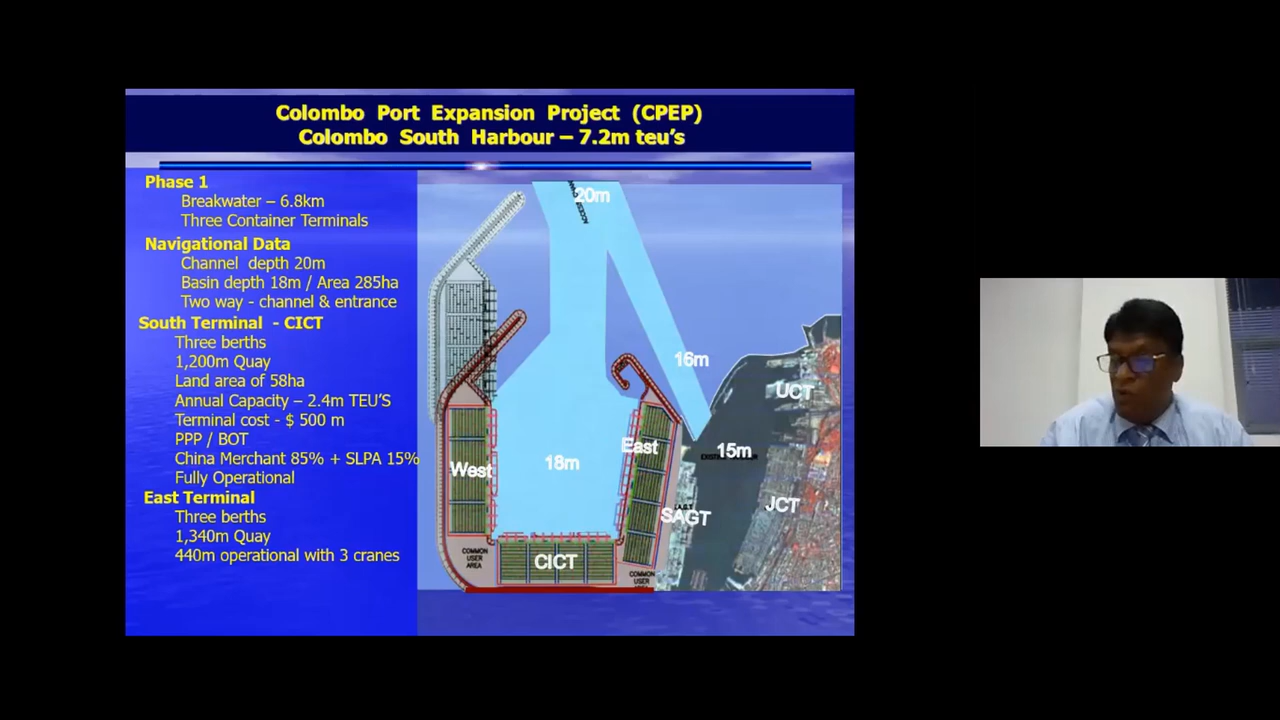 Colombo Port Expansion Project (CPEP)
Colombo South Harbour – 7.2m teu's
Phase 1
Breakwater – 6.8km
Three Container Terminals
Navigational Data
Channel depth 20m
Basin depth 18m / Area 285ha
Two way - channel & entrance
South Terminal - CICT
Three berths
1,200m Quay
Land area of 58ha
Annual Capacity – 2.4m TEU'S
Terminal cost - $ 500 m
PPP / BOT
China Merchant 85% + SLPA 15%
Fully Operational
East Terminal
Three berths
1,340m Quay
440m operational with 3 cranes
20m
16m
UCT
East
15m
West
18m
JCT
SAGT
COMMON
USER
AREA
CICT
COMMON
USER